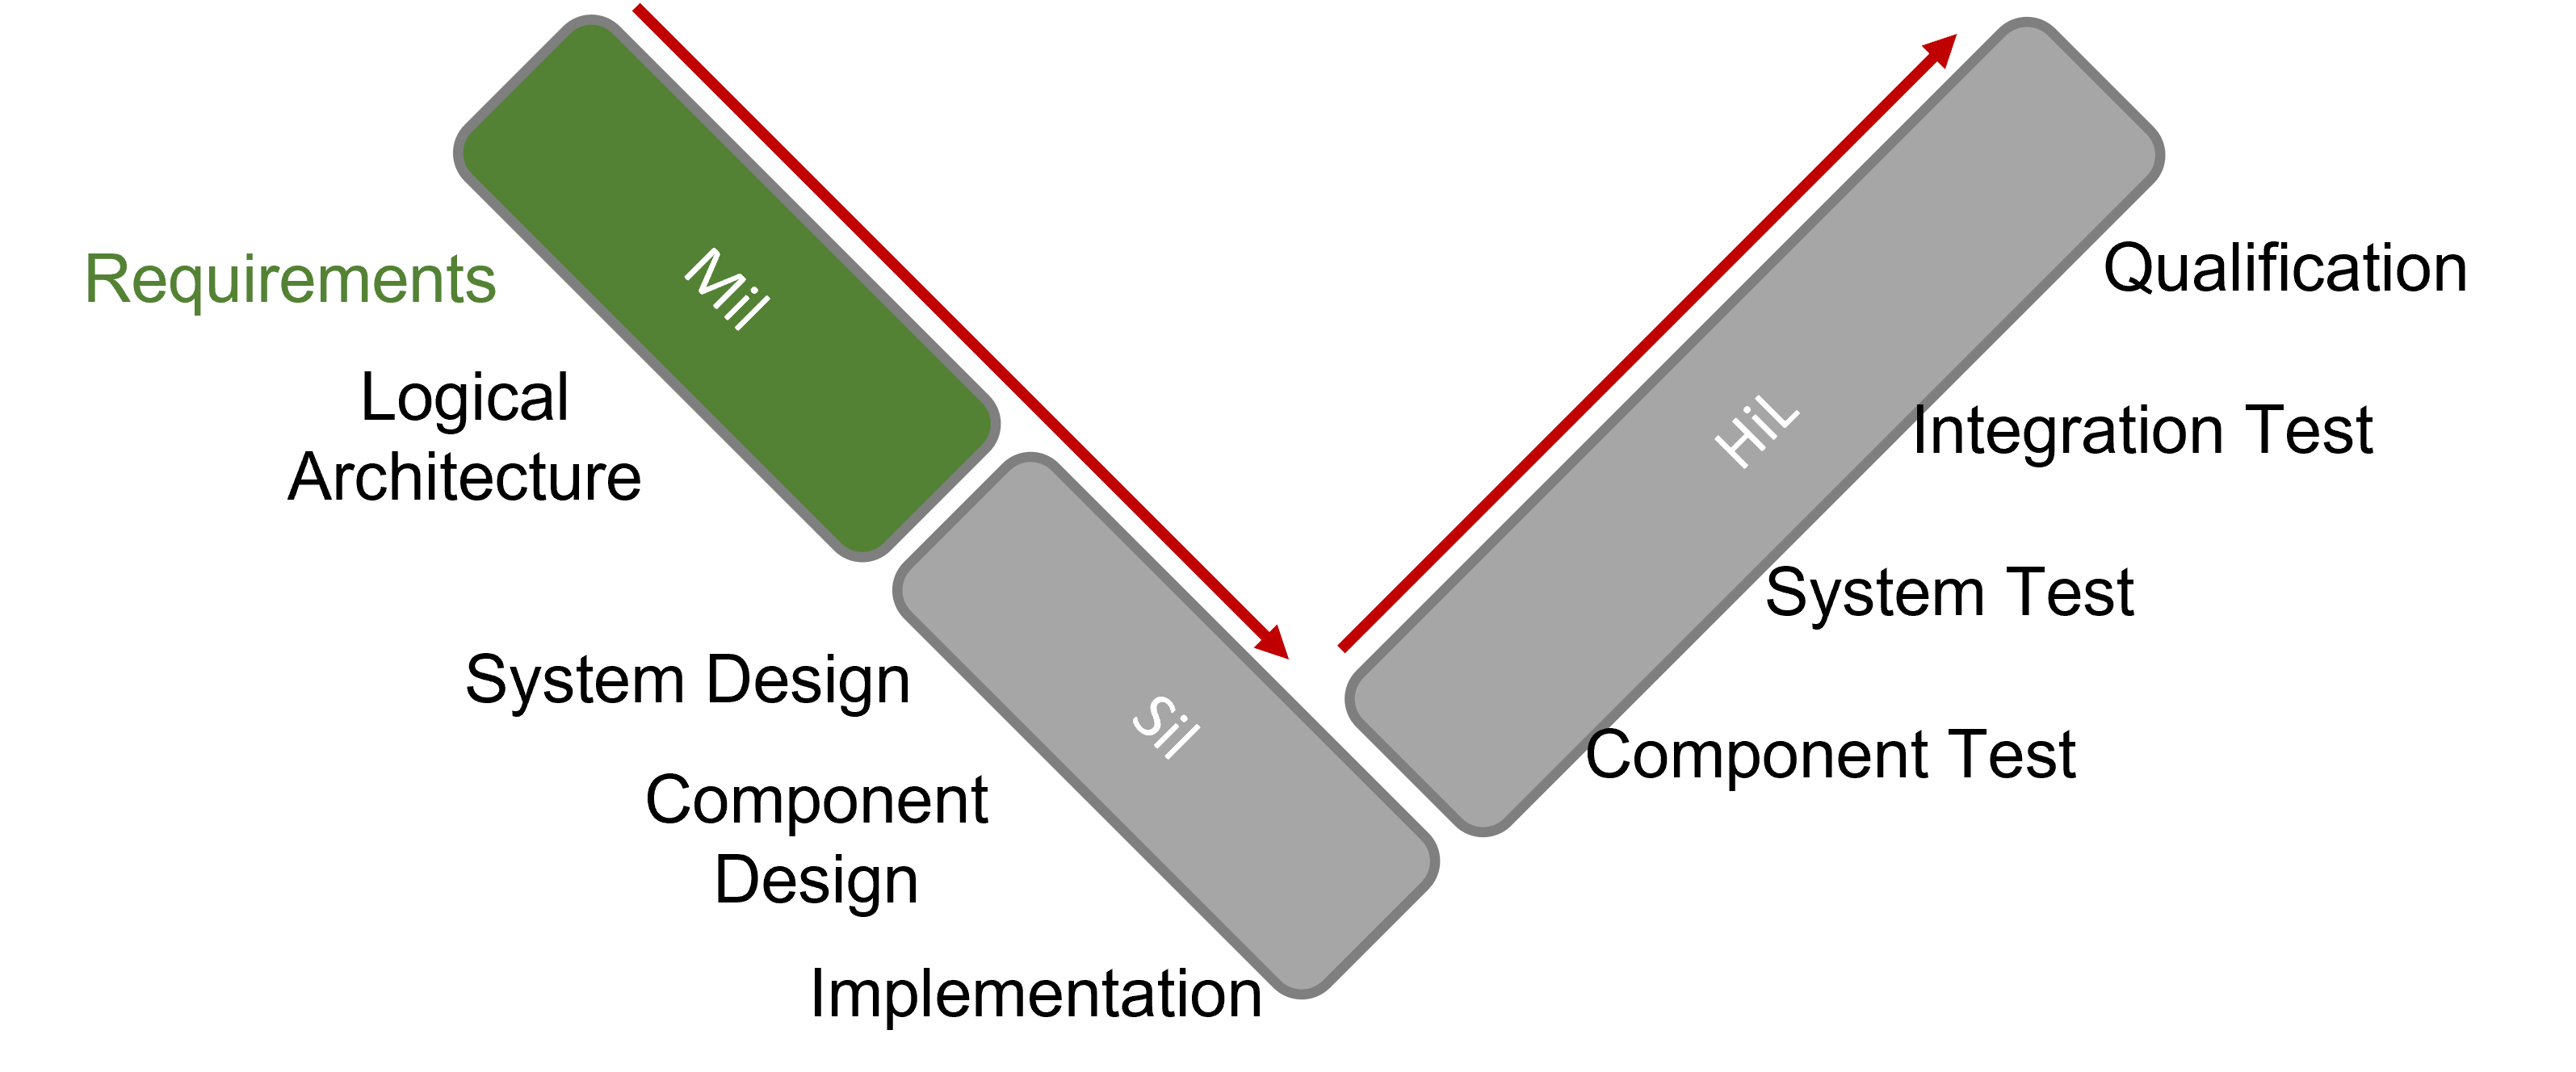 Requirements
Logical
Architecture
System Design
Component
Design
Implementation
Mil
Sil
HiL
Qualification
Integration Test
System Test
Component Test